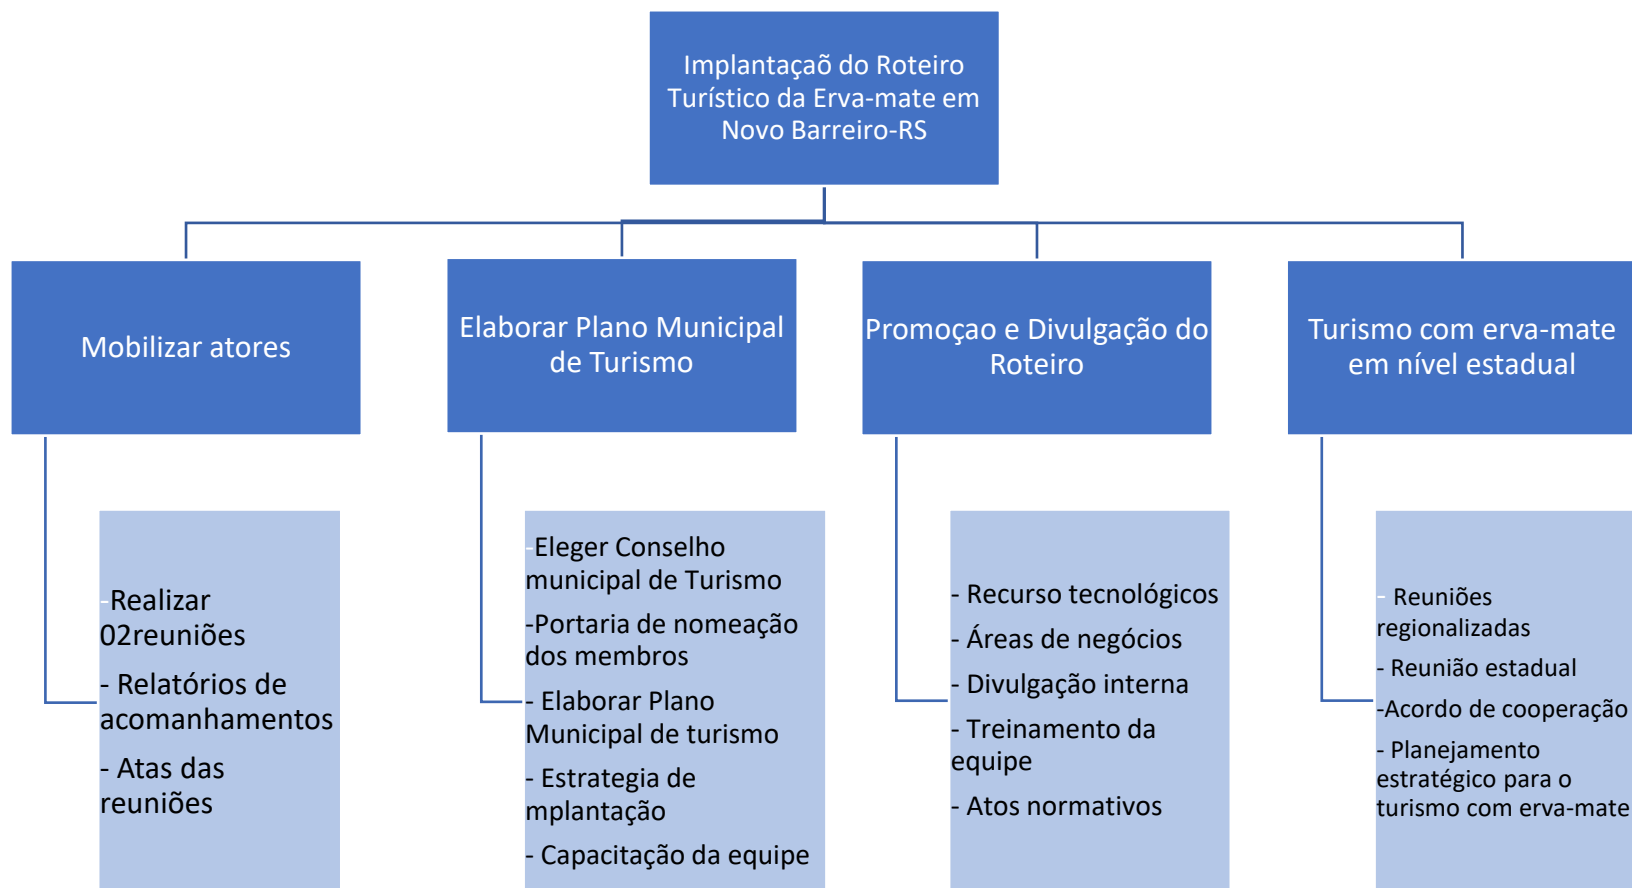 Implantaçaõ do Roteiro
Turístico da Erva-mate em
Novo Barreiro-RS
Mobilizar atores
Elaborar Plano Municipal
de Turismo
Promoçao e Divulgação do
Roteiro
Turismo com erva-mate
em nível estadual
-Realizar
02reuniões
- Relatórios de
acomanhamentos
- Atas das
reuniões
-Eleger Conselho
municipal de Turismo
-Portaria de nomeação
dos membros
- Elaborar Plano
Municipal de turismo
- Estrategia de
mplantação
- Capacitação da equipe
- Recurso tecnológicos
- Áreas de negócios
- Divulgação interna
- Treinamento da
equipe
- Atos normativos
- Reuniões
regionalizadas
- Reunião estadual
-Acordo de cooperação
- Planejamento
estratégico para o
turismo com erva-mate